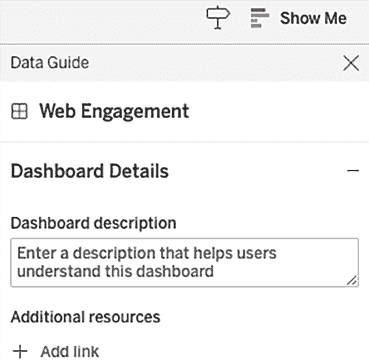 Show Me
Data Guide
Web Engagement
Dashboard Details
Dashboard description
Enter a description that helps users
understand this dashboard
Additional resources
Add link